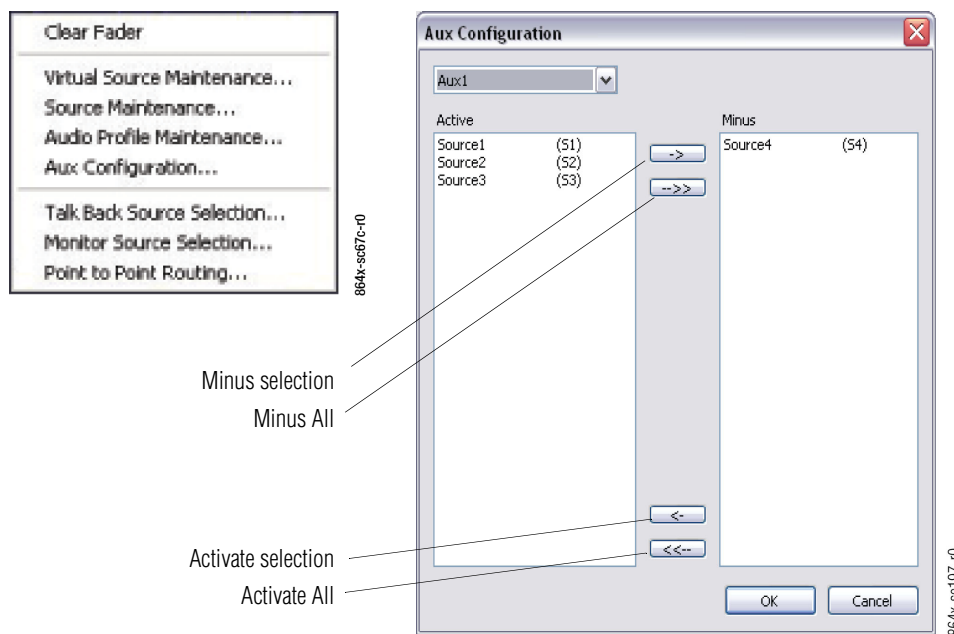 Clear Fader
Virtual Source Maintenance...
Source Maintenance...
Audio Profile Maintenance...
Aux Configuration...
Talk Back Source Selection...
Monitor Source Selection...
Point to Point Routing...
864x-sc67c-r0
Aux Configuration
Aux1
Active
Minus
Source1 (S1)
Source2 (S2)
Source3 (S3)
Source4 (S4)
->
-->>
Minus selection
Minus All
<-
<<--
Activate selection
Activate All
OK
Cancel
864x_sc107_r0